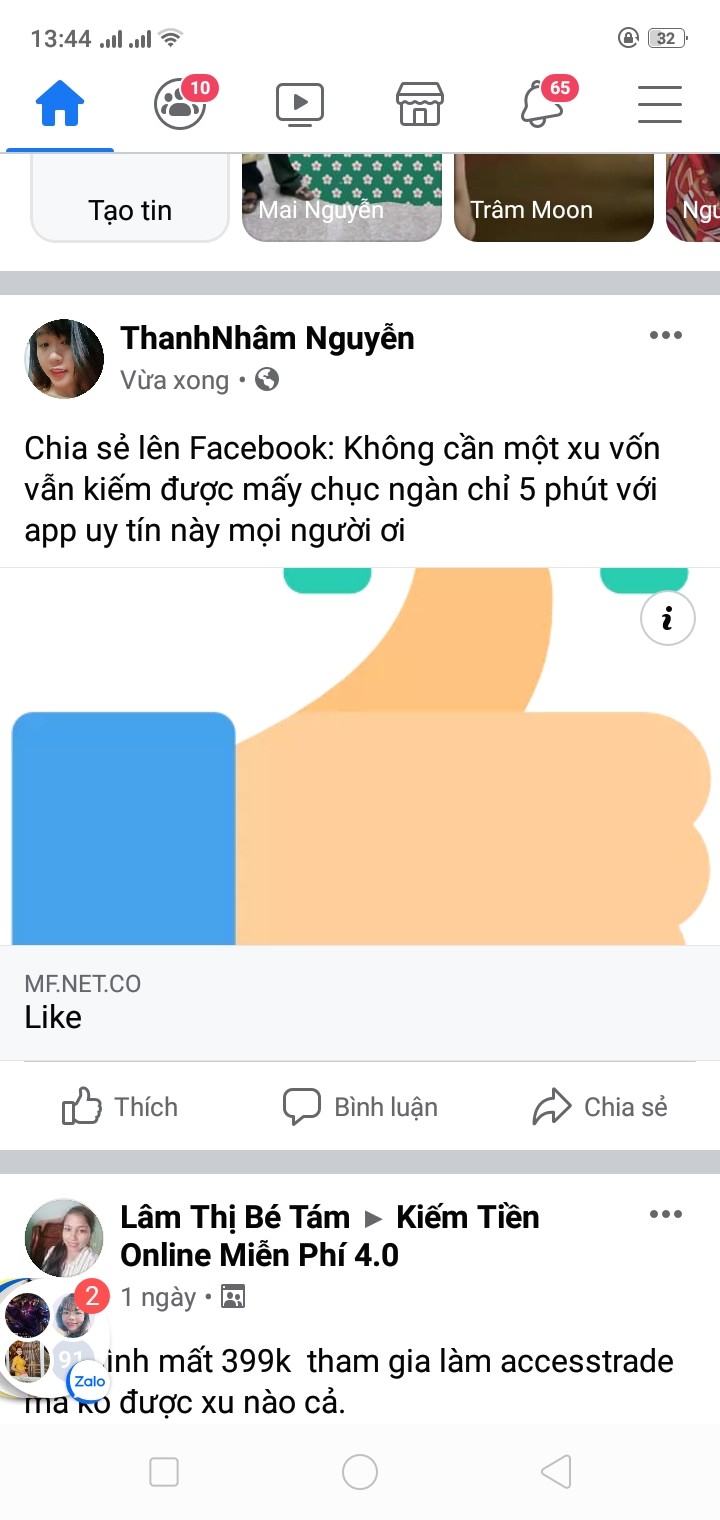 13:44
32
10
65
Tạo tin
Mai Nguyễn
Trâm Moon
Ngu
ThanhNhâm Nguyễn
Vừa xong •
Chia sẻ lên Facebook: Không cần một xu vốn
vẫn kiếm được mấy chục ngàn chỉ 5 phút với
app uy tín này mọi người ơi
i
MF.NET.CO
Like
Thích
Bình luận
Chia sẻ
Lâm Thị Bé Tám ► Kiếm Tiền
Online Miễn Phí 4.0
2
1 ngày •
91
Zalo
ình mất 399k  tham gia làm accesstrade
mà ko được xu nào cả.